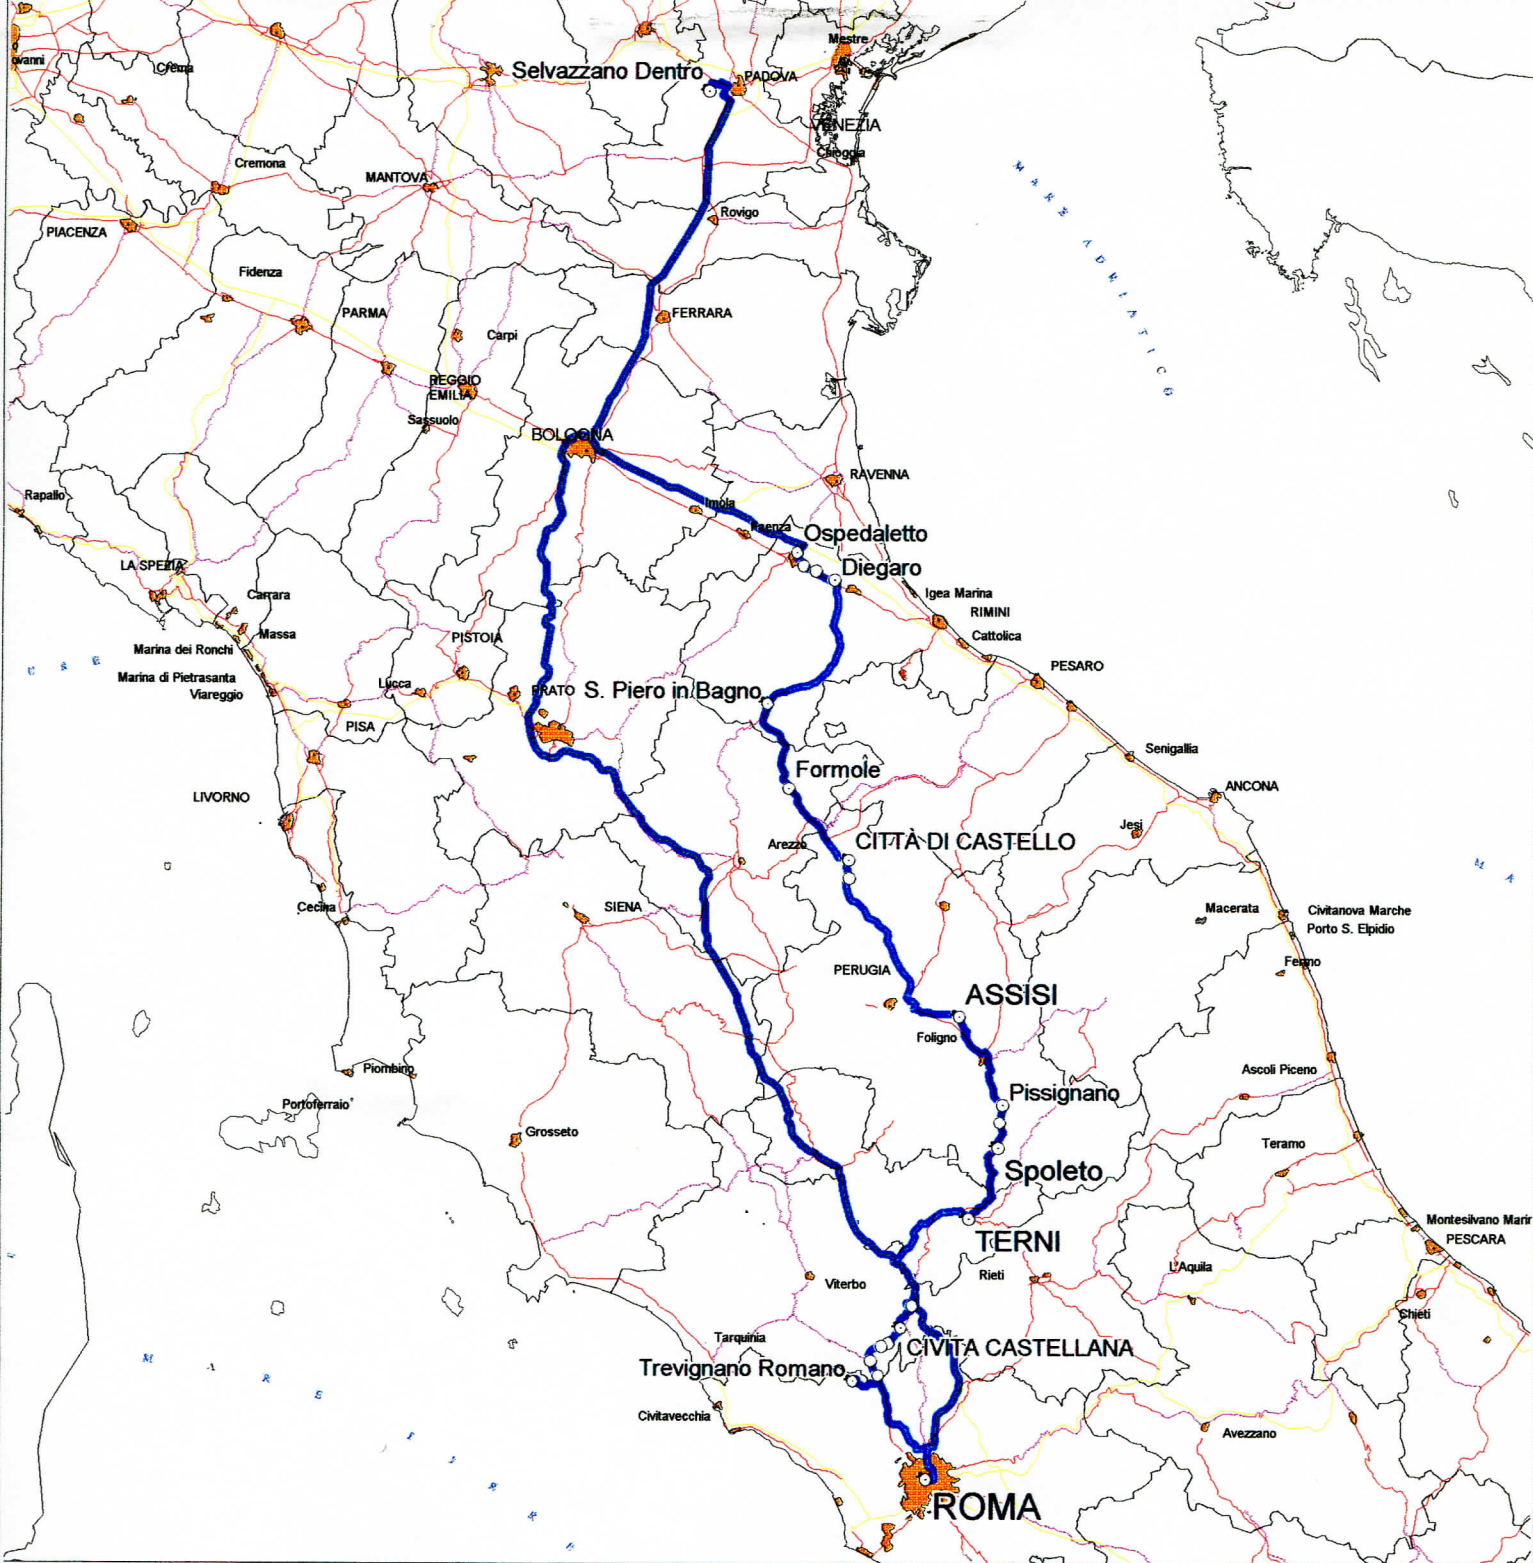 Mestre
ovanni
Crema
Selvazzano Dentro
PADOVA
VENEZIA
Chioggia
Cremona
MANTOVA
MARE ADRIATICO
Rovigo
PIACENZA
Fidenza
PARMA
FERRARA
Carpi
REGGIO
EMILIA
Sassuolo
BOLOGNA
RAVENNA
Rapallo
Imola
Faenza
Ospedaletto
LA SPEZIA
Diegaro
Carrara
Igea Marina
RIMINI
Massa
PISTOIA
Cattolica
Marina dei Ronchi
PESARO
Marina di Pietrasanta
Lucca
PRATO
S. Piero in Bagno
Viareggio
PISA
Senigallia
Formole
LIVORNO
ANCONA
Jesi
Arezzo
CITTÀ DI CASTELLO
Cecina
SIENA
Macerata
Civitanova Marche
Porto S. Elpidio
Fermo
PERUGIA
ASSISI
Foligno
Piombino
Ascoli Piceno
Portoferraio
Pissignano
Grosseto
Teramo
Spoleto
Montesilvano Marir
TERNI
PESCARA
Viterbo
Rieti
L'Aquila
Chieti
Tarquinia
CIVITA CASTELLANA
Trevignano Romano
Civitavecchia
Avezzano
ROMA